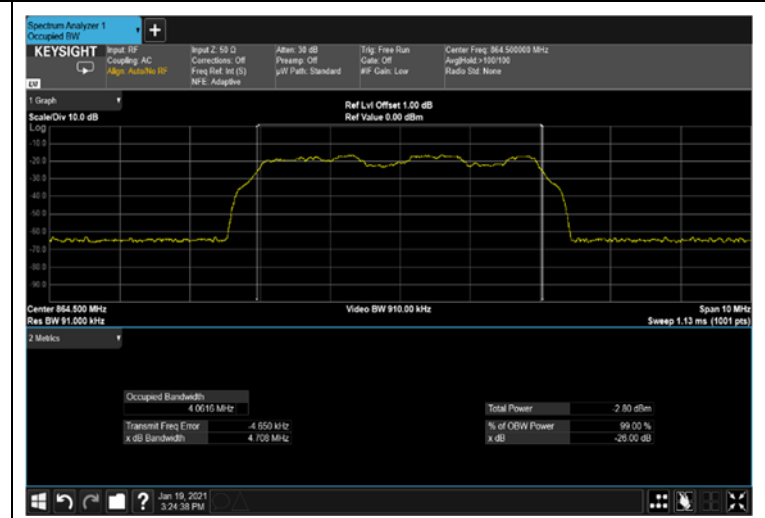 Spectrum Analyzer 1
Occupied BW
+
KEYSIGHT
Input: RF
Coupling: AC
Align: Auto/No RF
Input Z: 50 Ω
Corrections: Off
Freq Ref: Int (S)
NFE: Adaptive
Atten: 30 dB
Preamp: Off
µW Path: Standard
Trig: Free Run
Gate: Off
#IF Gain: Low
Center Freq: 864.500000 MHz
Avg|Hold:>100/100
Radio Std: None
1 Graph
Scale/Div 10.0 dB
Ref Lvl Offset 1.00 dB
Ref Value 0.00 dBm
Log
-10.0
-20.0
-30.0
-40.0
-50.0
-60.0
-70.0
-80.0
-90.0
Center 864.500 MHz
Res BW 91.000 kHz
Video BW 910.00 kHz
Span 10 MHz
Sweep 1.13 ms (1001 pts)
2 Metrics
Occupied Bandwidth
4.0616 MHz
Transmit Freq Error -4.650 kHz
x dB Bandwidth 4.708 MHz
Total Power -2.80 dBm
% of OBW Power 99.00 %
x dB -26.00 dB
?
Jan 19, 2021
3:24:38 PM